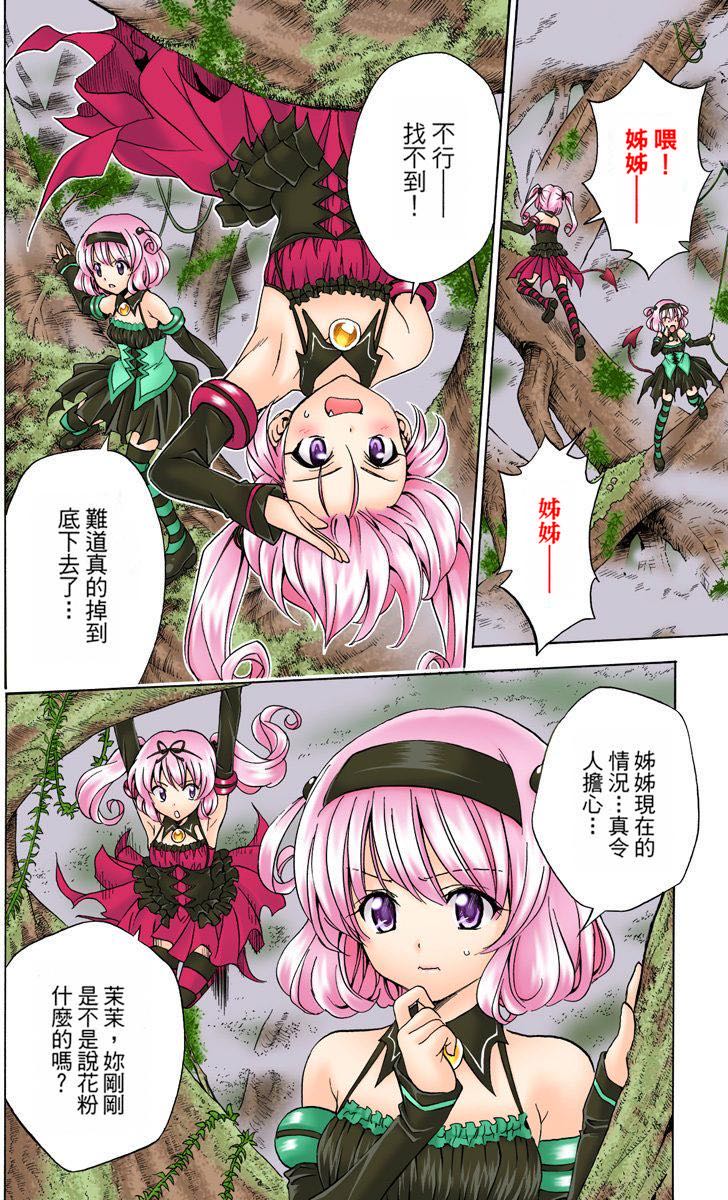 喂！
姊姊──
姊姊──
不行──
找不到！
難道真的掉到
底下去了…
姊姊現在的
情況…真令
人擔心…
茉茉，妳剛剛
是不是說花粉
什麼的嗎？